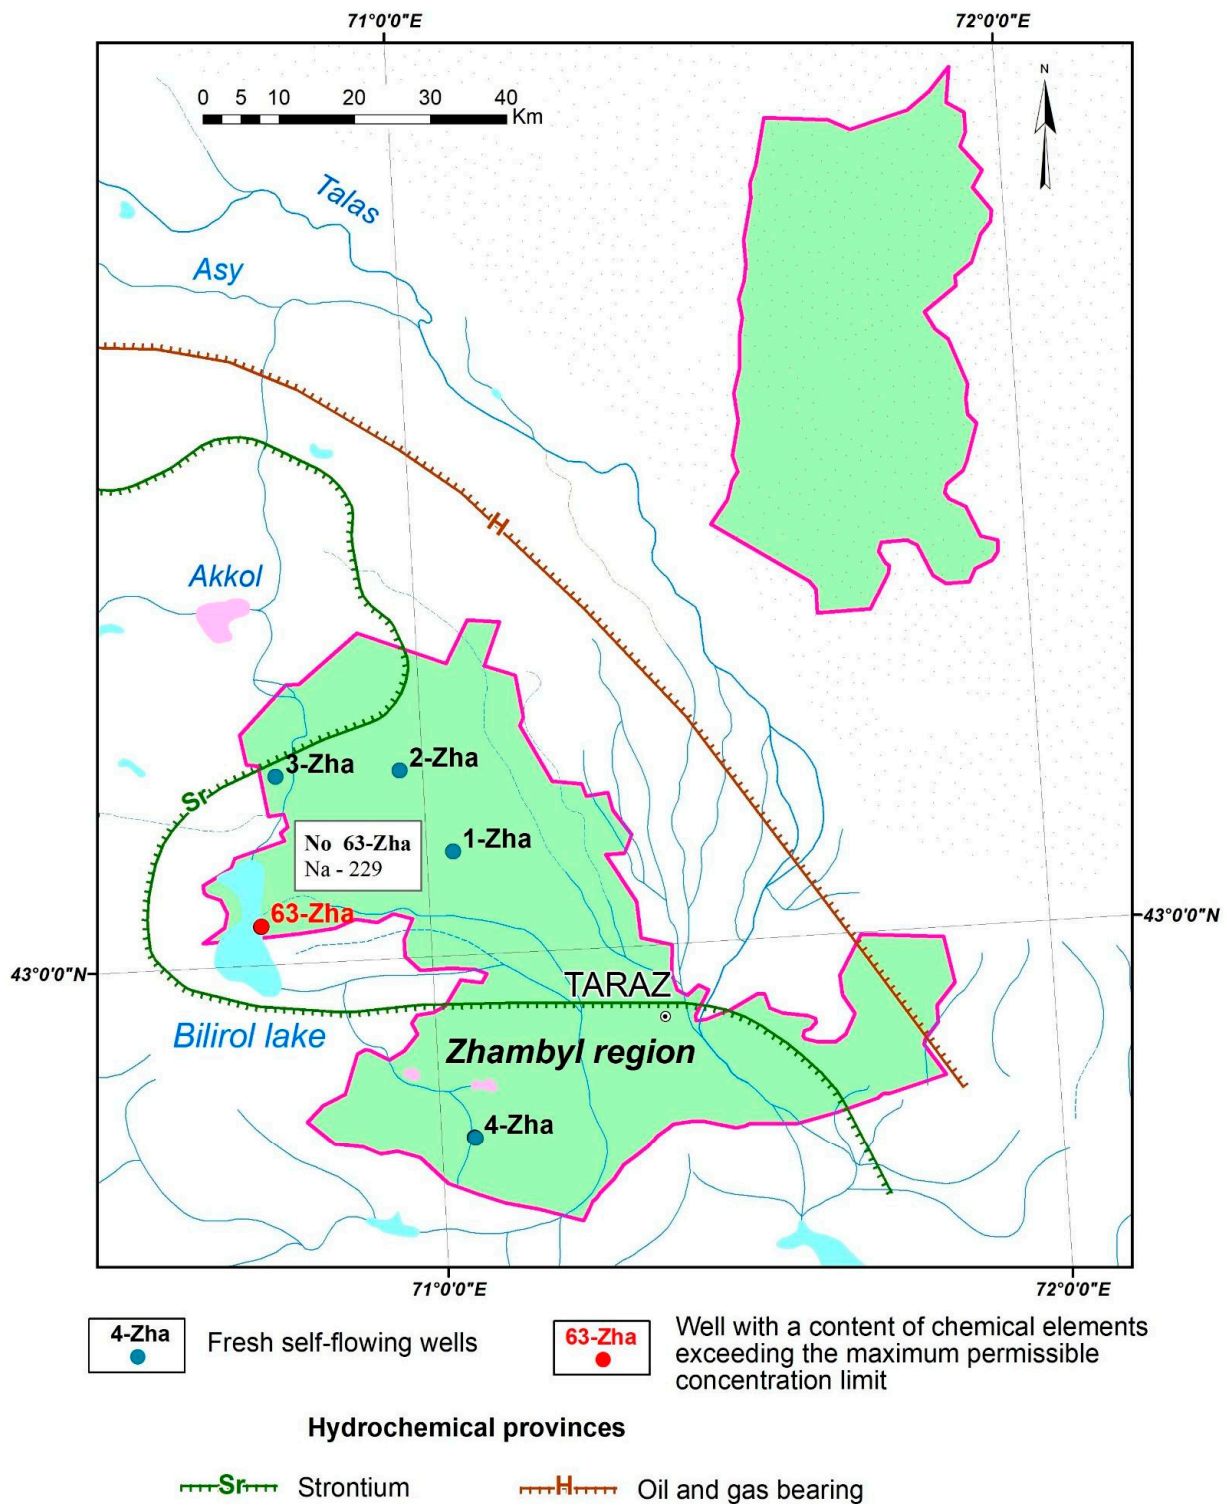 71°0'0"E
72°0'0"E
0 5 10 20 30 40
Km
N
Talas
Asy
H
Akkol
3-Zha
2-Zha
Sr
No 63-Zha
Na - 229
1-Zha
63-Zha
43°0'0"N
43°0'0"N
TARAZ
Bilirol lake
Zhambyl region
4-Zha
71°0'0"E
72°0'0"E
4-Zha
Fresh self-flowing wells
63-Zha
Well with a content of chemical elements
exceeding the maximum permissible
concentration limit
Hydrochemical provinces
Sr
Strontium
H
Oil and gas bearing